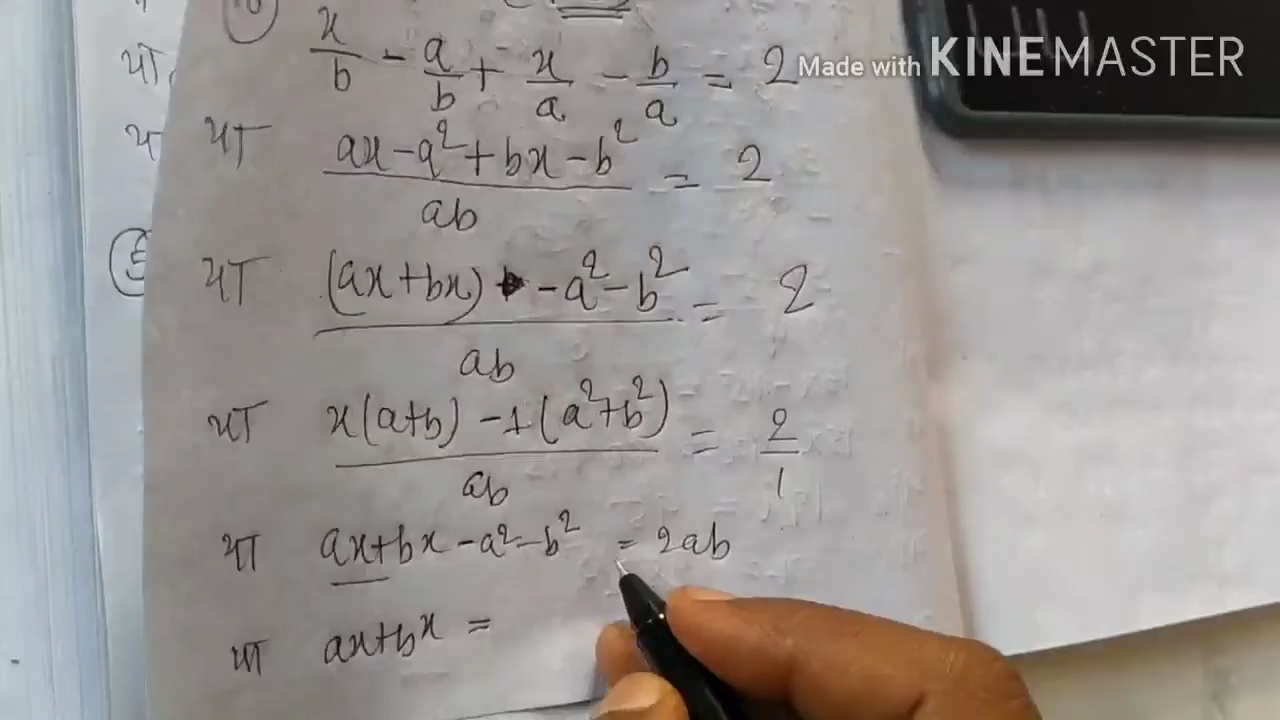 Made with KINEMASTER
x/b - a/b + x/a - b/a = 2
या (ax-a²+bx-b²)/ab = 2
या ((ax+bx) -a²-b²)/ab = 2
या (x(a+b) -1(a²+b²))/ab = 2/1
या ax+bx-a²-b² = 2ab
या ax+bx =